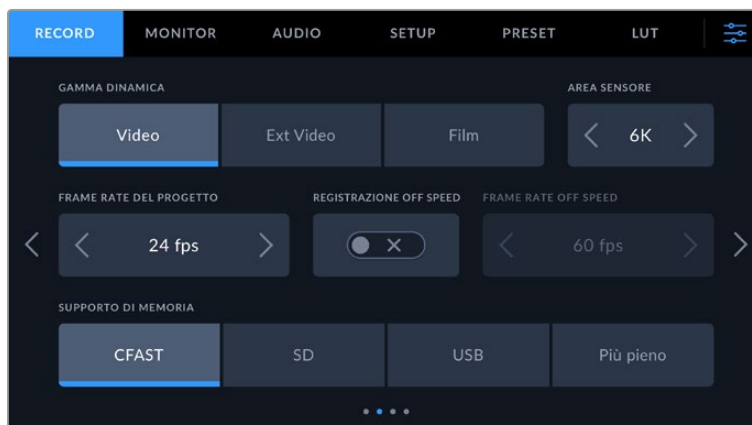 RECORD MONITOR AUDIO SETUP PRESET LUT
GAMMA DINAMICA AREA SENSORE
Video Ext Video Film 6K
FRAME RATE DEL PROGETTO REGISTRAZIONE OFF SPEED FRAME RATE OFF SPEED
24 fps 60 fps
SUPPORTO DI MEMORIA
CFAST SD USB Più pieno